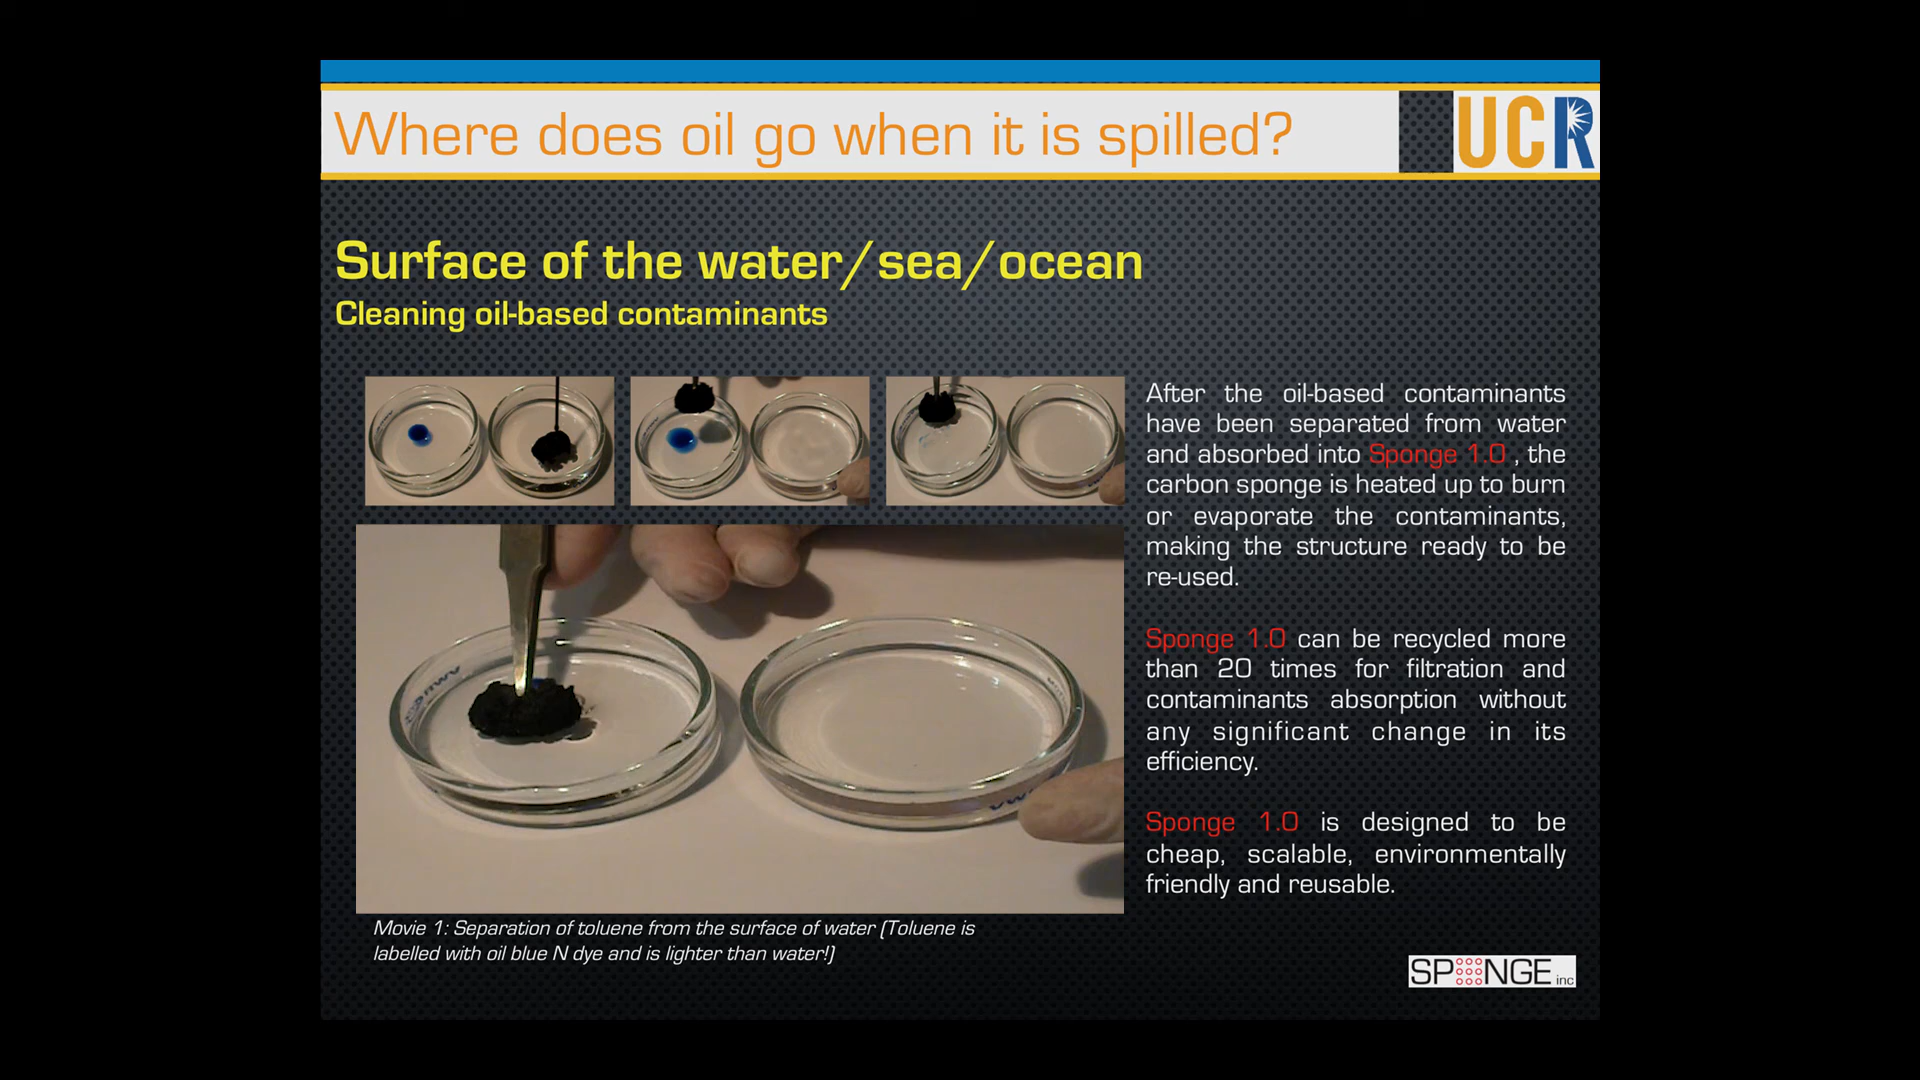 Where does oil go when it is spilled?
UCR
Surface of the water/sea/ocean
Cleaning oil-based contaminants
After the oil-based contaminants
have been separated from water
and absorbed into Sponge 1.0 , the
carbon sponge is heated up to burn
or evaporate the contaminants,
making the structure ready to be
re-used.
Sponge 1.0 can be recycled more
than 20 times for filtration and
contaminants absorption without
any significant change in its
efficiency.
Sponge 1.0 is designed to be
cheap, scalable, environmentally
friendly and reusable.
Movie 1: Separation of toluene from the surface of water (Toluene is
labelled with oil blue N dye and is lighter than water!)
SPONGE inc